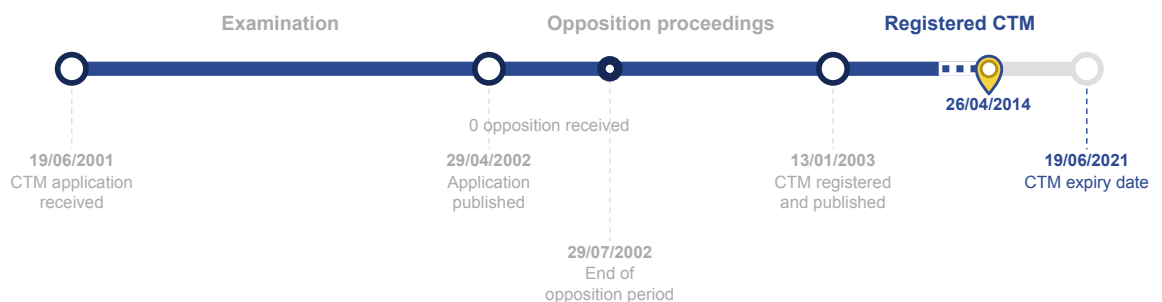 Examination
Opposition proceedings
Registered CTM
26/04/2014
0 opposition received
19/06/2001
CTM application
received
29/04/2002
Application
published
13/01/2003
CTM registered
and published
19/06/2021
CTM expiry date
29/07/2002
End of
opposition period